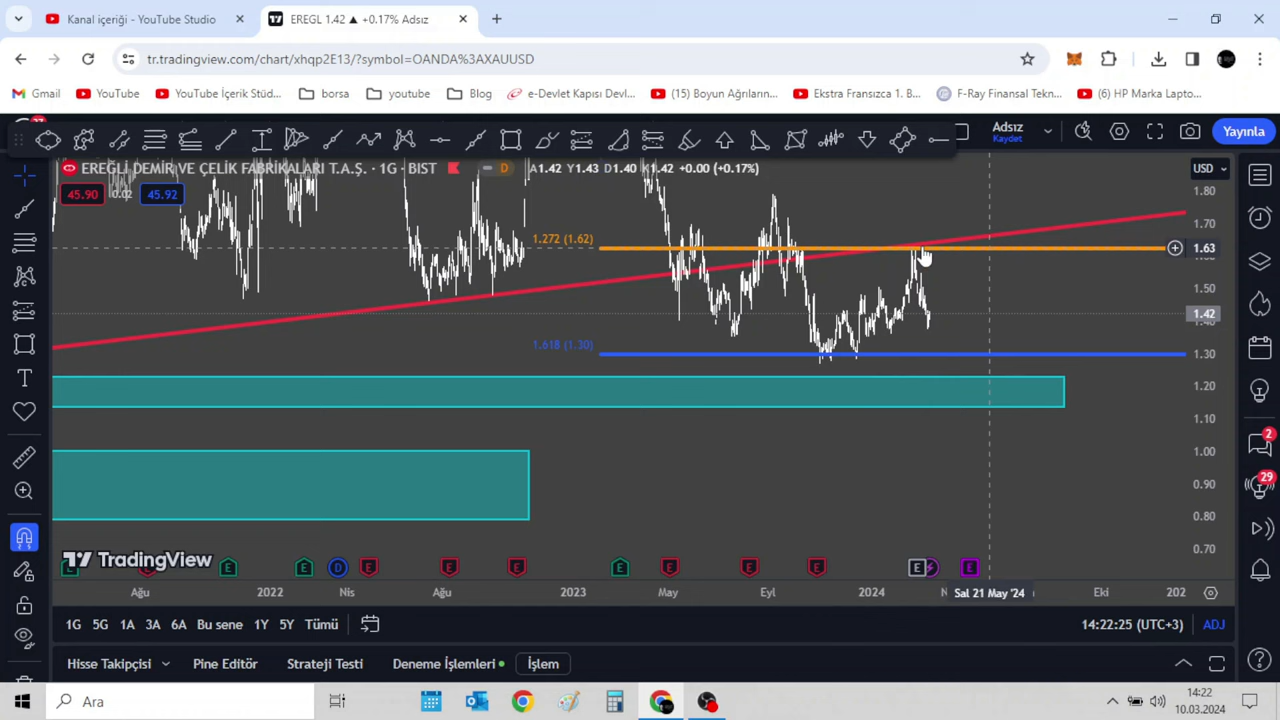 Kanal içeriği - YouTube Studio
EREGL 1.42 ▲ +0.17% Adsız
tr.tradingview.com/chart/xhqp2E13/?symbol=OANDA%3AXAUUSD
Gmail
YouTube
YouTube İçerik Stüd...
borsa
youtube
Blog
e-Devlet Kapısı Devl...
(15) Boyun Ağrıların...
Ekstra Fransızca 1. B...
F-Ray Finansal Tekn...
(6) HP Marka Lapto...
Adsız
Kaydet
Yayınla
EREĞLİ DEMİR VE ÇELİK FABRİKALARI T.A.Ş. · 1G · BIST
D
A1.42 Y1.43 D1.40 K1.42 +0.00 (+0.17%)
USD
45.90
0.02
45.92
1.80
1.70
1.272 (1.62)
1.63
1.50
1.42
1.618 (1.30)
1.30
1.20
1.10
1.00
0.90
0.80
0.70
2
29
TradingView
E
D
E
Ağu
2022
Nis
Ağu
2023
May
Eyl
2024
Sal 21 May '24
Eki
202
1G 5G 1A 3A 6A Bu sene 1Y 5Y Tümü
14:22:25 (UTC+3)
ADJ
Hisse Takipçisi
Pine Editör
Strateji Testi
Deneme İşlemleri
İşlem
Ara
14:22
10.03.2024